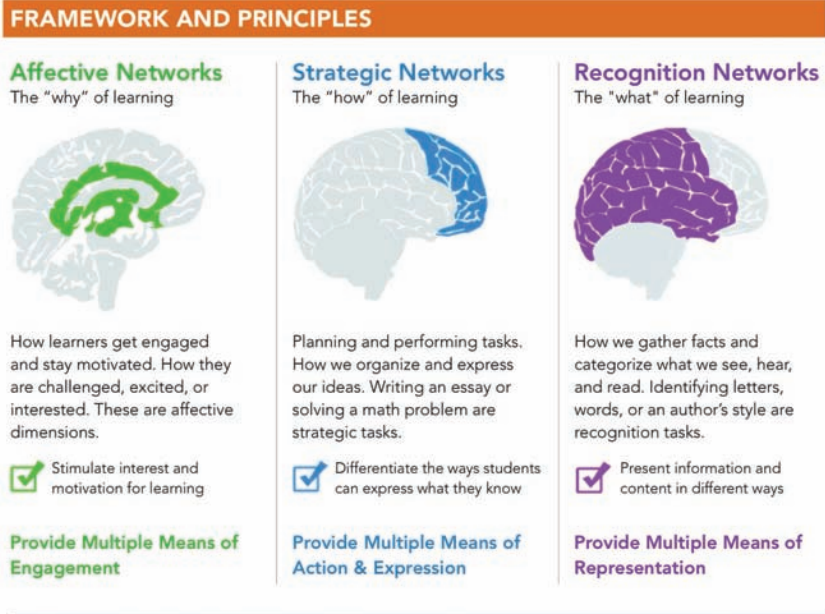 FRAMEWORK AND PRINCIPLES
Affective Networks
The “why” of learning
How learners get engaged
and stay motivated. How they
are challenged, excited, or
interested. These are affective
dimensions.
Stimulate interest and
motivation for learning
Provide Multiple Means of
Engagement
Strategic Networks
The “how” of learning
Planning and performing tasks.
How we organize and express
our ideas. Writing an essay or
solving a math problem are
strategic tasks.
Differentiate the ways students
can express what they know
Provide Multiple Means of
Action & Expression
Recognition Networks
The "what" of learning
How we gather facts and
categorize what we see, hear,
and read. Identifying letters,
words, or an author’s style are
recognition tasks.
Present information and
content in different ways
Provide Multiple Means of
Representation